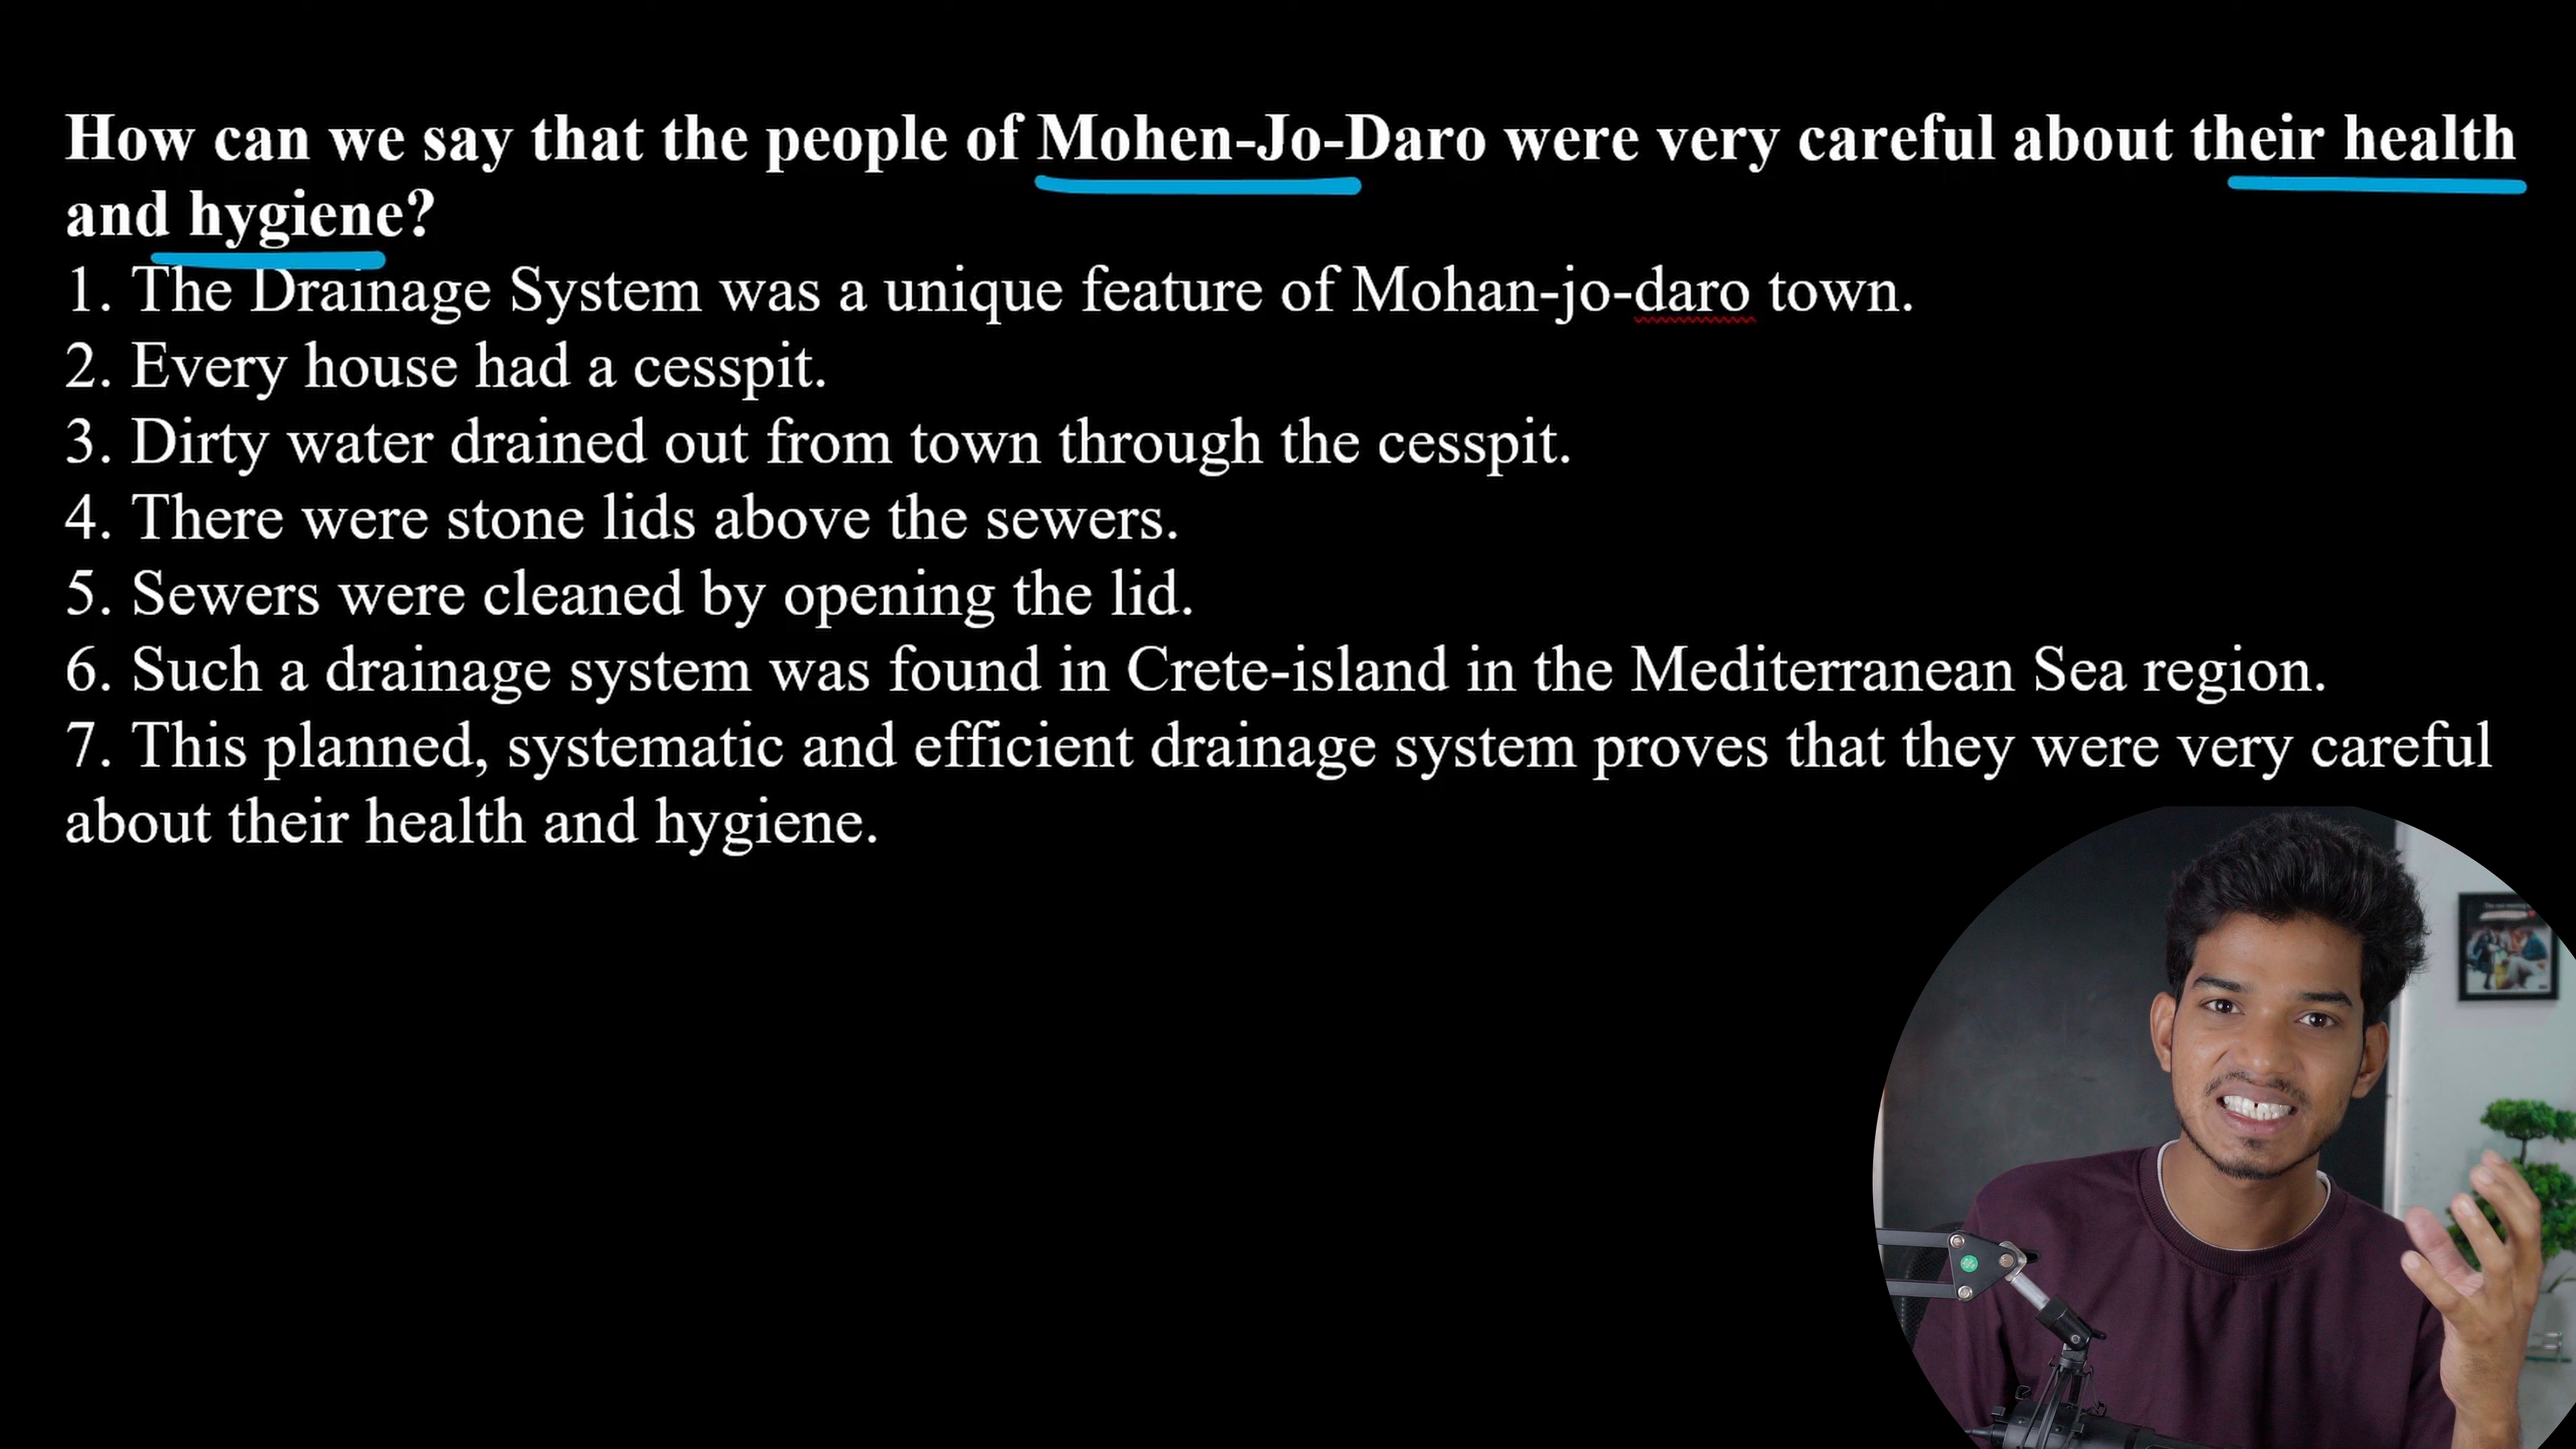 How can we say that the people of Mohen-Jo-Daro were very careful about their health
and hygiene?
1. The Drainage System was a unique feature of Mohan-jo-daro town.
2. Every house had a cesspit.
3. Dirty water drained out from town through the cesspit.
4. There were stone lids above the sewers.
5. Sewers were cleaned by opening the lid.
6. Such a drainage system was found in Crete-island in the Mediterranean Sea region.
7. This planned, systematic and efficient drainage system proves that they were very careful
about their health and hygiene.